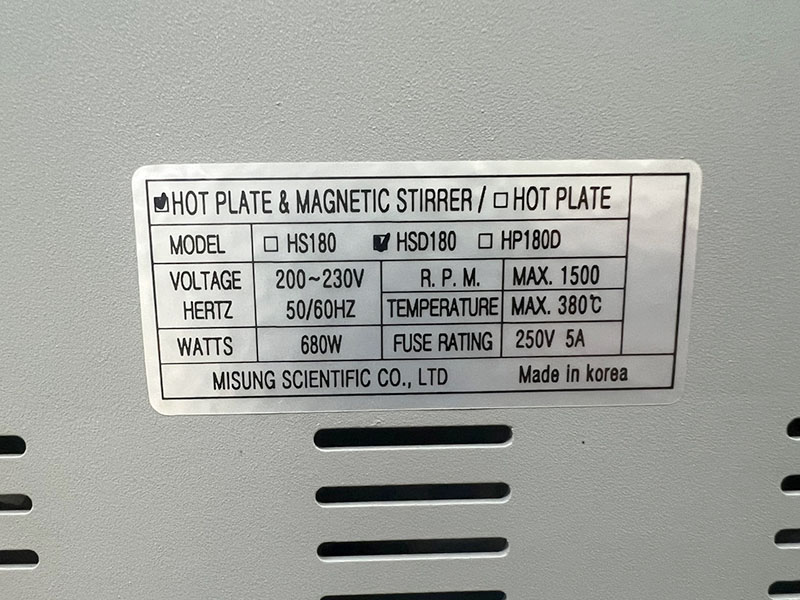 ☑HOT PLATE & MAGNETIC STIRRER / ☐HOT PLATE
MODEL ☐ HS180 ☑ HSD180 ☐ HP180D
VOLTAGE 200~230V R. P. M. MAX. 1500
HERTZ 50/60HZ TEMPERATURE MAX. 380℃
WATTS 680W FUSE RATING 250V 5A
MISUNG SCIENTIFIC CO., LTD Made in korea